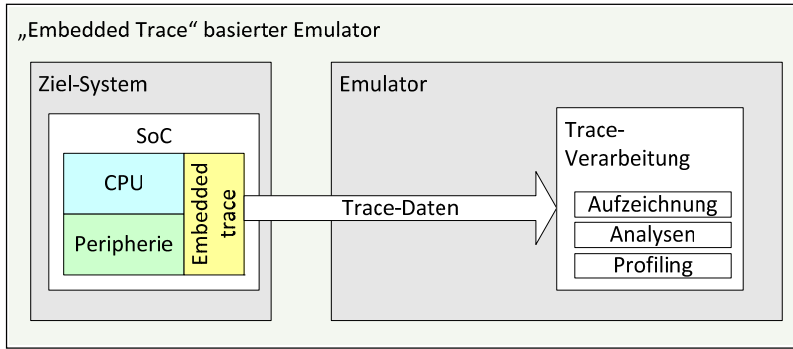 „Embedded Trace“ basierter Emulator
Ziel-System
SoC
CPU
Peripherie
Embedded
trace
Trace-Daten
Emulator
Trace-
Verarbeitung
Aufzeichnung
Analysen
Profiling